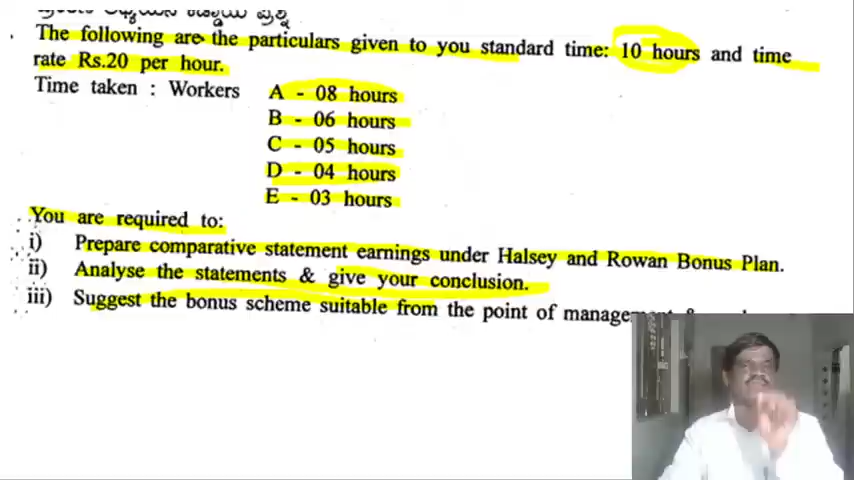 ಪ್ರಶ್ನೆ
The following are the particulars given to you standard time: 10 hours and time
rate Rs.20 per hour.
Time taken : Workers A - 08 hours
B - 06 hours
C - 05 hours
D - 04 hours
E - 03 hours
You are required to:
i) Prepare comparative statement earnings under Halsey and Rowan Bonus Plan.
ii) Analyse the statements & give your conclusion.
iii) Suggest the bonus scheme suitable from the point of